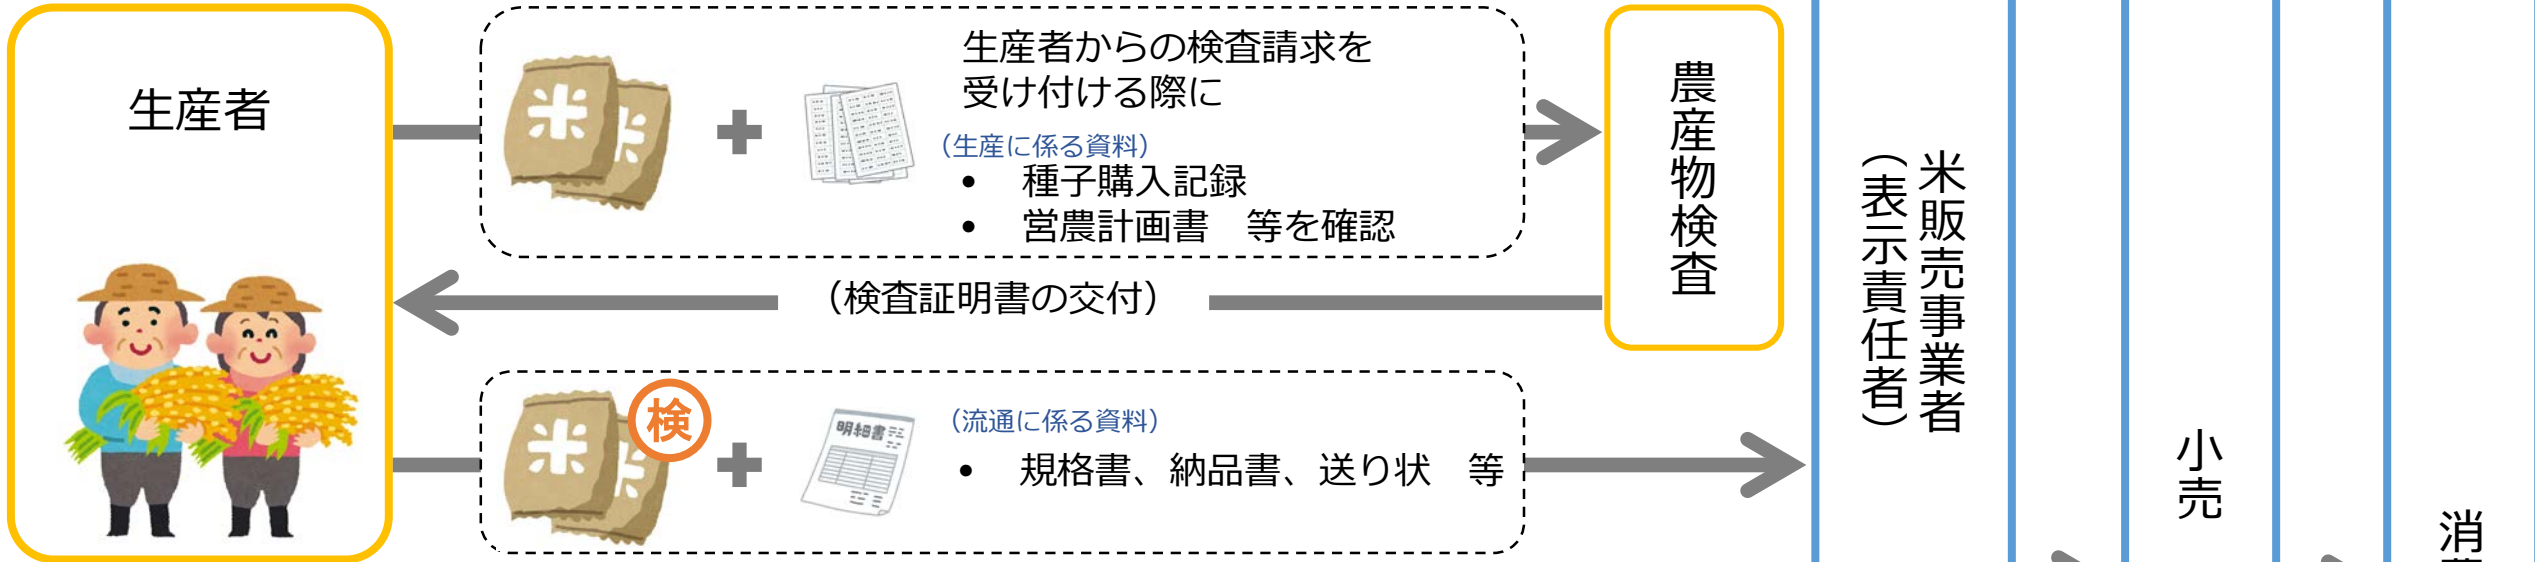 生産者
生産者からの検査請求を
受け付ける際に
（生産に係る資料）
• 種子購入記録
• 営農計画書　等を確認
米
米
農産物検査
（検査証明書の交付）
米
米
検
明細書
（流通に係る資料）
• 規格書、納品書、送り状　等
米販売事業者
（表示責任者）
小売
消